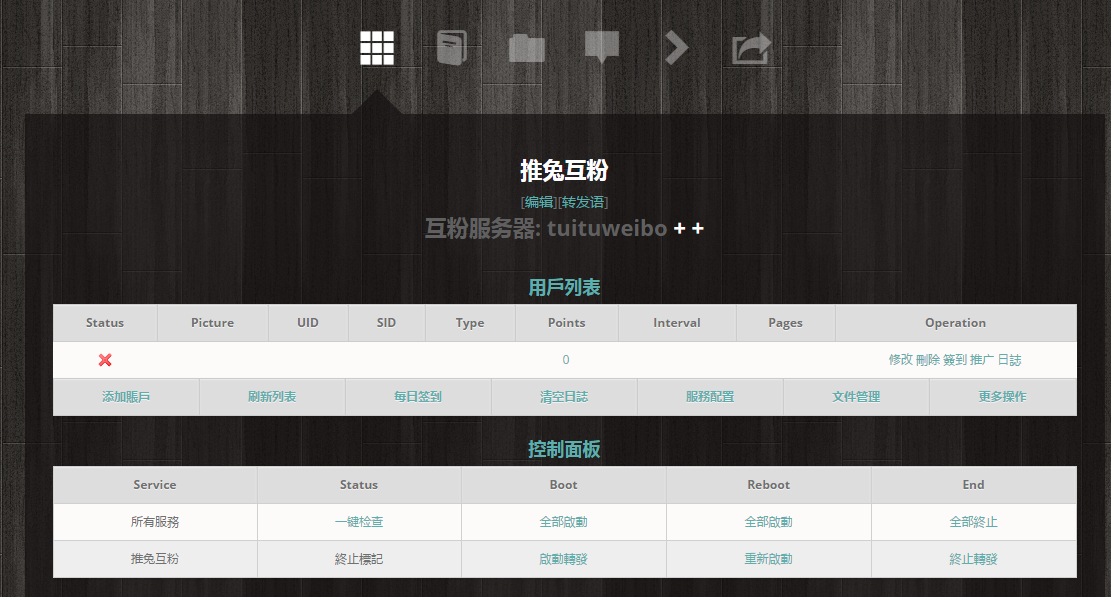 推兔互粉
[编辑][转发语]
互粉服务器: tuituweibo + +
用戶列表
Status Picture UID SID Type Points Interval Pages Operation
0 修改 刪除 簽到 推广 日誌
添加賬戶 刷新列表 每日签到 清空日誌 服務配置 文件管理 更多操作
控制面板
Service Status Boot Reboot End
所有服務 一键检查 全部啟動 全部啟動 全部終止
推兔互粉 終止標記 啟動轉發 重新啟動 終止轉發